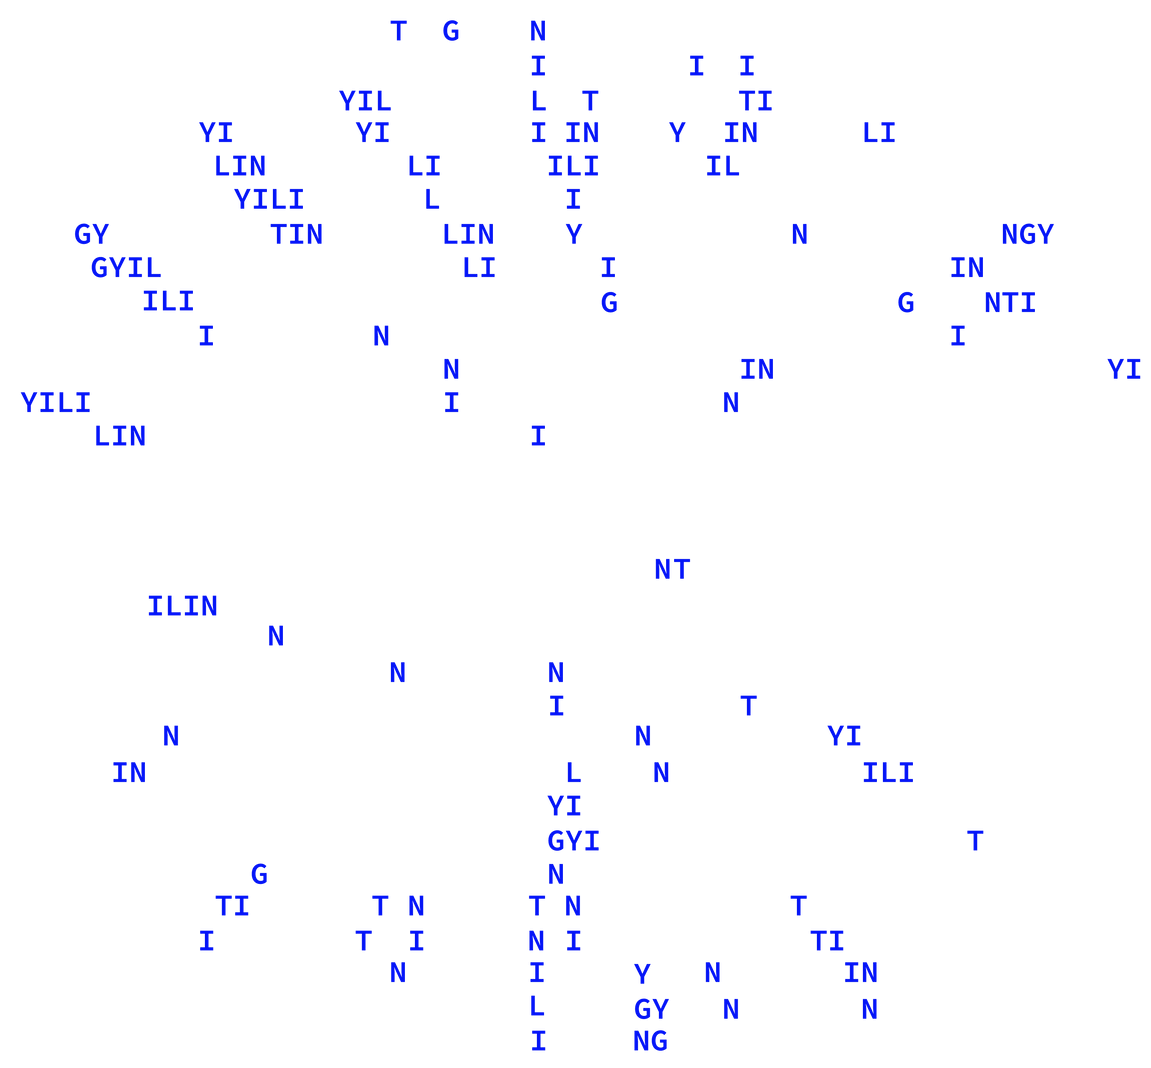 T G N
I I I
YIL L T TI
YI YI I IN Y IN LI
LIN LI ILI IL
YILI L I
GY TIN LIN Y N NGY
GYIL LI I IN
ILI G G NTI
I N I
N IN YI
YILI I N
LIN I
NT
ILIN
N
N N
I T
N N YI
IN L N ILI
YI
GYI T
G N
TI T N T N T
I T I N I TI
N I Y N IN
L GY N N
I NG